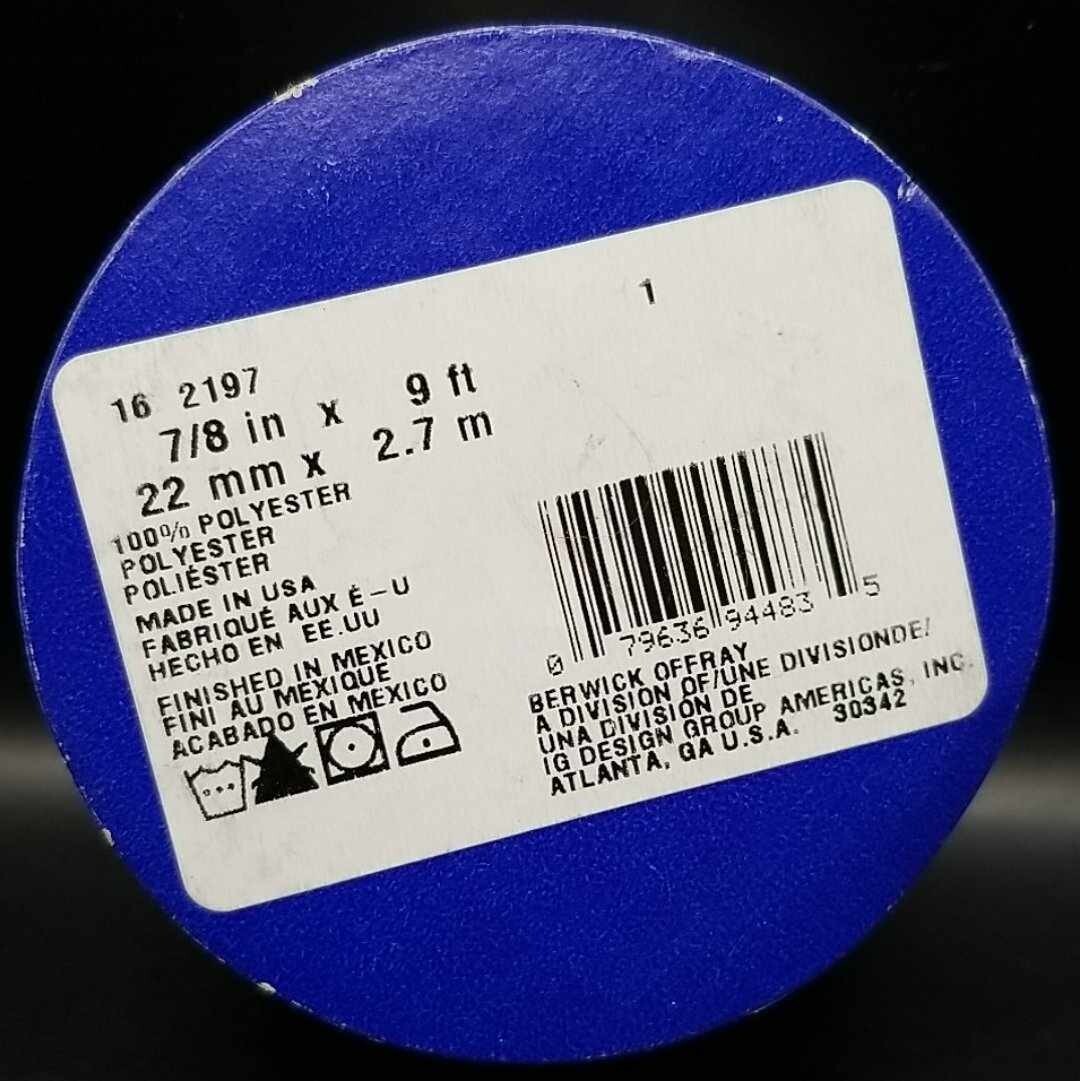 1
16 2197
7/8 in x 9 ft
22 mm x 2.7 m
100% POLYESTER
POLYESTER
POLIÉSTER
MADE IN USA
FABRIQUÉ AUX É-U
HECHO EN EE.UU
FINISHED IN MEXICO
FINI AU MEXIQUE
ACABADO EN MEXICO
0 79636 94483 5
BERWICK OFFRAY
A DIVISION OF/UNE DIVISIONDE/
UNA DIVISIÓN DE
IG DESIGN GROUP AMERICAS, INC.
ATLANTA, GA U.S.A. 30342